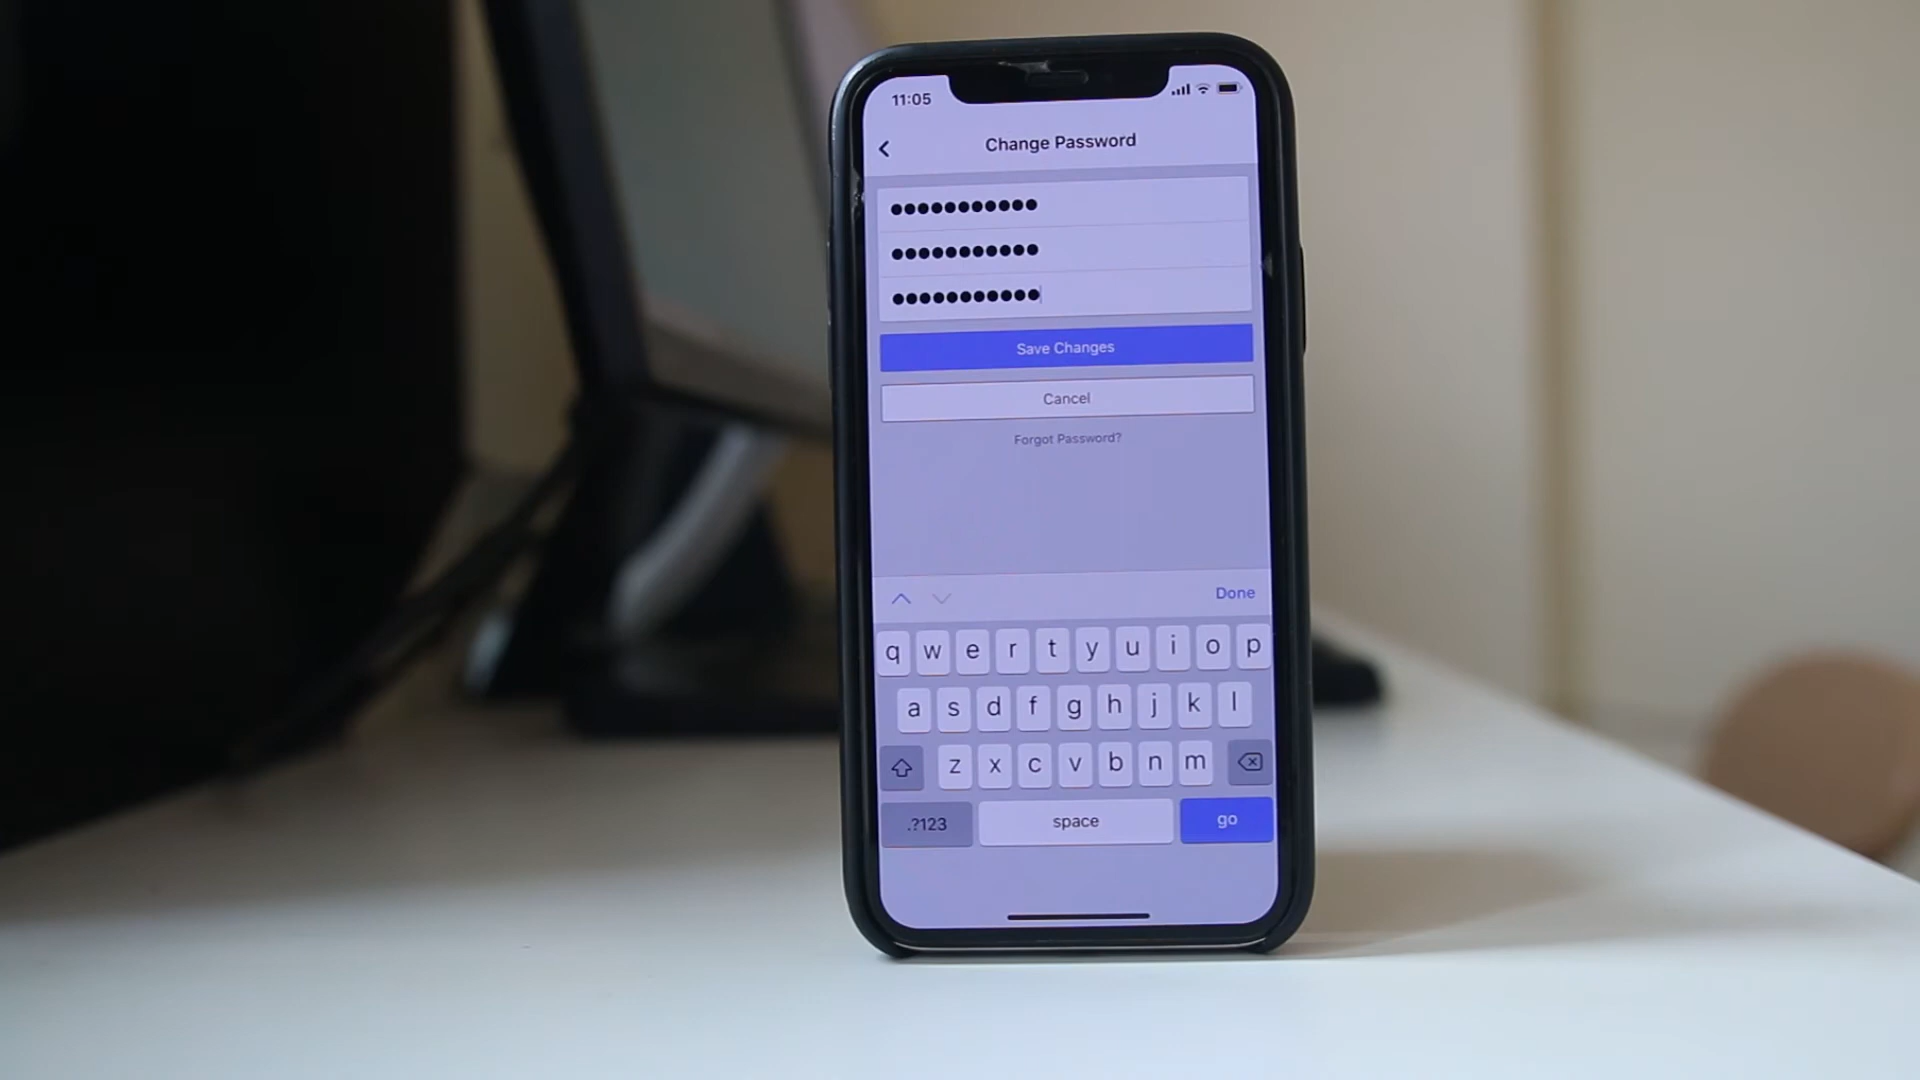 11:05
Change Password
●●●●●●●●●●●
●●●●●●●●●●●
●●●●●●●●●●●
Save Changes
Cancel
Forgot Password?
Done
q w e r t y u i o p
a s d f g h j k l
z x c v b n m
.?123 space go